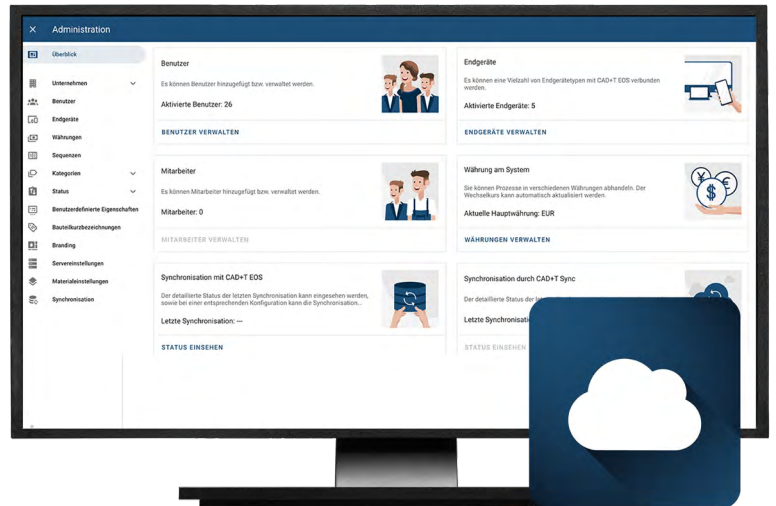 Administration
Überblick
Unternehmen
Benutzer
Endgeräte
Währungen
Sequenzen
Kategorien
Status
Benutzerdefinierte Eigenschaften
Bauteilkurzbezeichnungen
Branding
Servereinstellungen
Materialeinstellungen
Synchronisation
Benutzer
Es können Benutzer hinzugefügt bzw. verwaltet werden.
Aktivierte Benutzer: 26
BENUTZER VERWALTEN
Endgeräte
Es können eine Vielzahl von Endgerätetypen mit CAD+T EOS verbunden
werden.
Aktivierte Endgeräte: 5
ENDGERÄTE VERWALTEN
Mitarbeiter
Es können Mitarbeiter hinzugefügt bzw. verwaltet werden.
Mitarbeiter: 0
MITARBEITER VERWALTEN
Währung am System
Sie können Prozesse in verschiedenen Währungen abhandeln. Der
Wechselkurs kann automatisch aktualisiert werden.
Aktuelle Hauptwährung: EUR
WÄHRUNGEN VERWALTEN
Synchronisation mit CAD+T EOS
Der detaillierte Status der letzten Synchronisation kann eingesehen werden,
sowie bei einer entsprechenden Konfiguration kann die Synchronisation...
Letzte Synchronisation: ---
STATUS EINSEHEN
Synchronisation durch CAD+T Sync
Der detaillierte Status der
Letzte
STATUS EINSEHEN